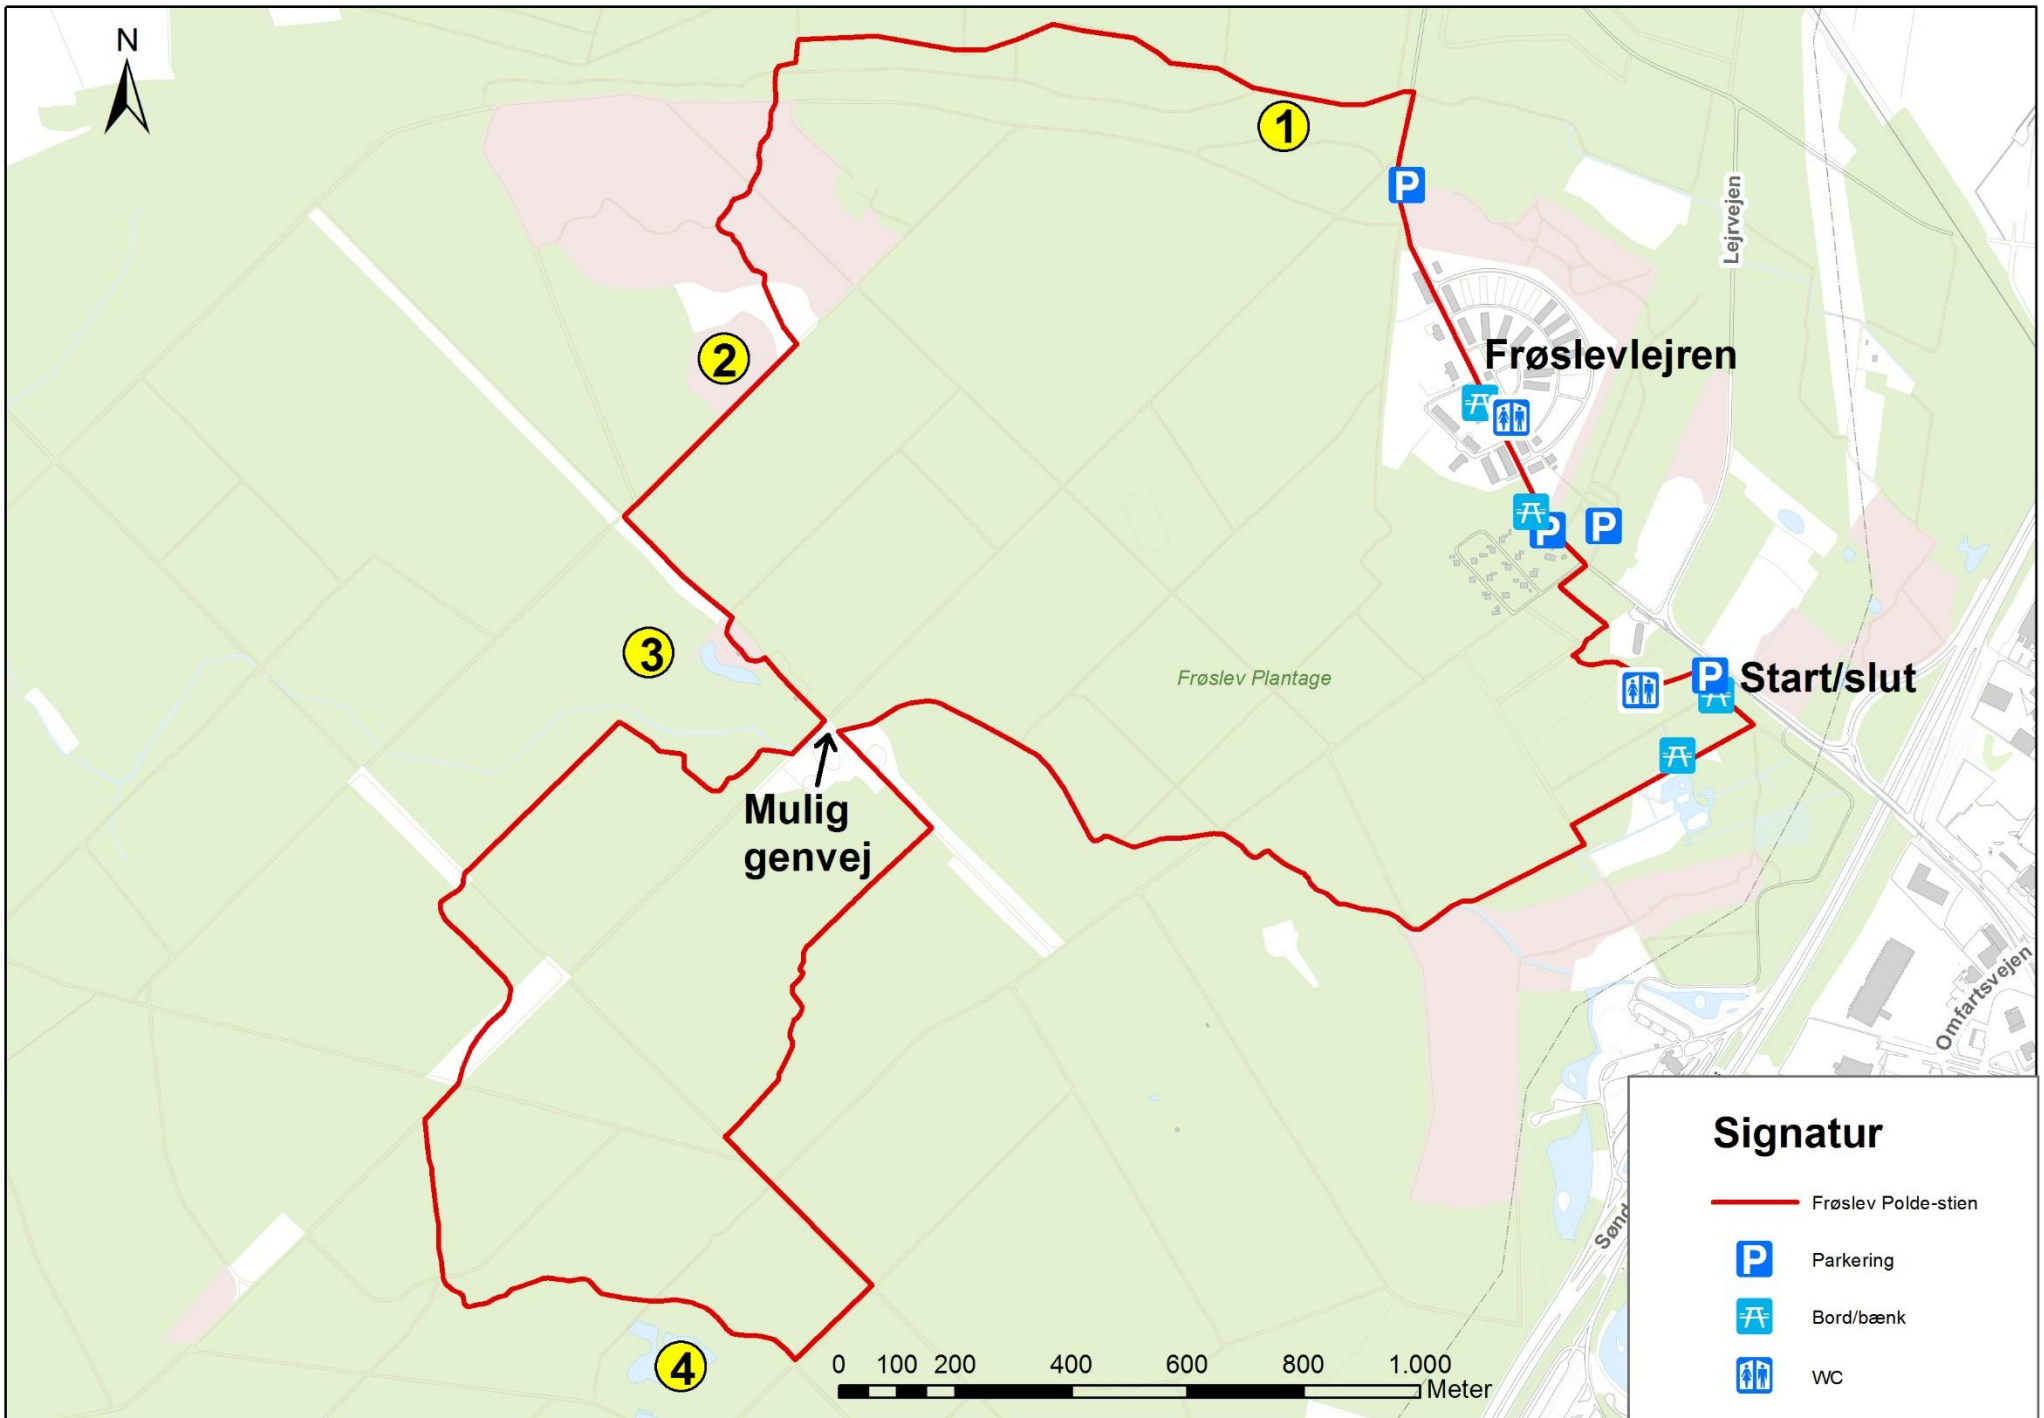 N
1
P
Lejrvejen
Frøslevlejren
2
P
P
3
Frøslev Plantage
P
Start/slut
Mulig
genvej
Omfartsvejen
Sønd
4
0 100 200 400 600 800 1.000
Meter
Signatur
Frøslev Polde-stien
P Parkering
Bord/bænk
WC